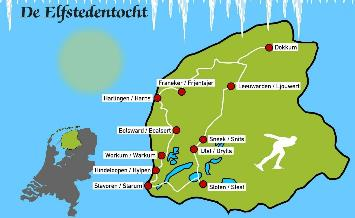 De Elfstedentocht
Dokkum
Franeker / Frjentsjer
Leeuwarden / Ljouwert
Harlingen / Harns
Bolsward / Boalsert
Sneek / Snits
IJlst / Drylts
Workum / Warkum
Hindeloopen / Hylpen
Stavoren / Starum
Sloten / Sleat